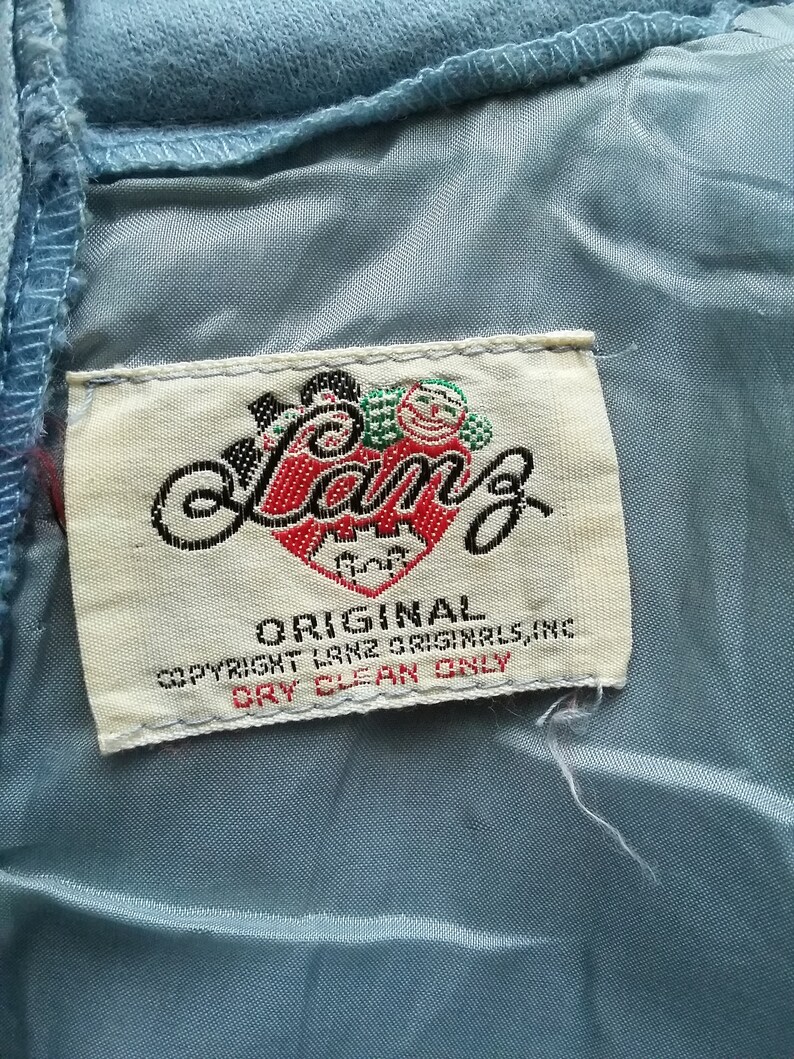 Lanz
ORIGINAL
COPYRIGHT LANZ ORIGINALS, INC
DRY CLEAN ONLY